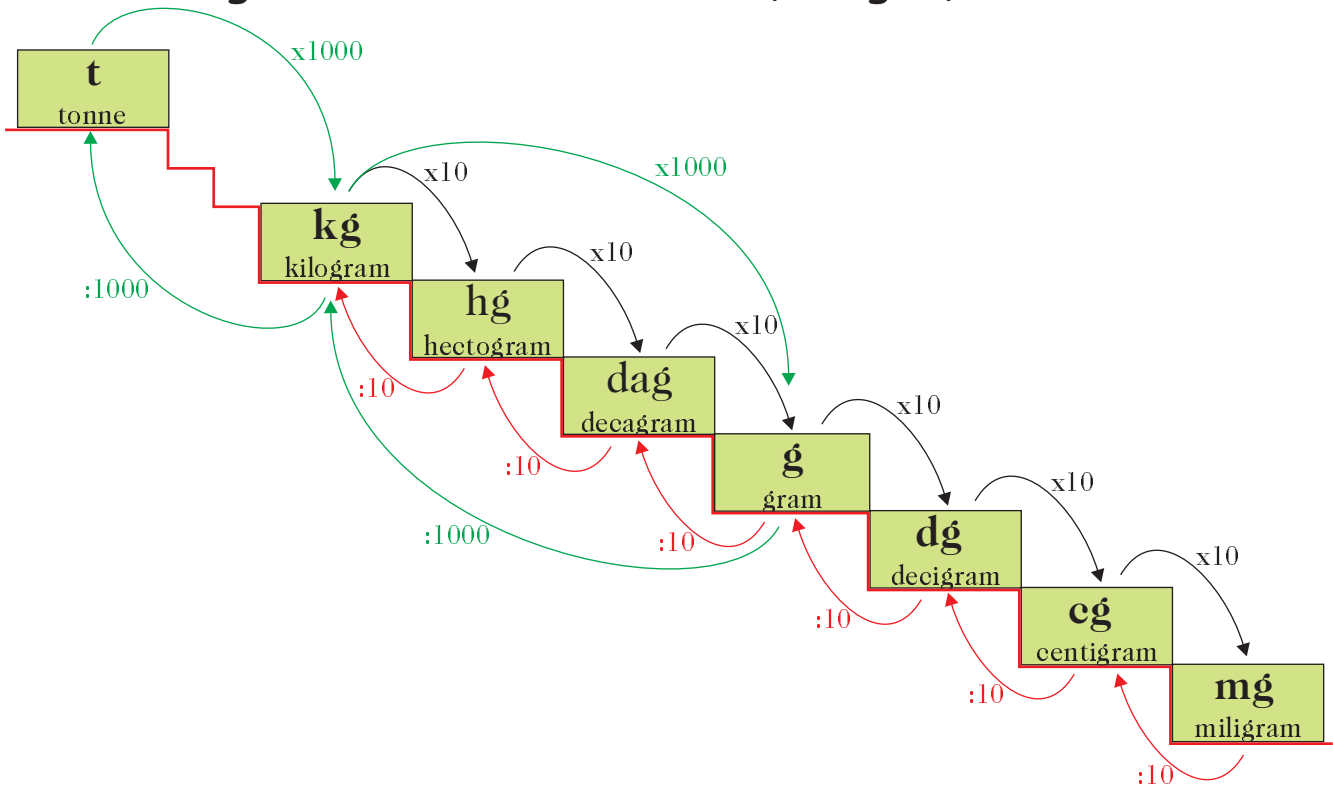 x1000
t
tonne
x1000
x10
kg
kilogram
x10
:1000
hg
hectogram
x10
dag
decagram
:10
x10
g
gram
:10
x10
:1000
dg
decigram
:10
x10
cg
centigram
:10
mg
miligram
:10
:10